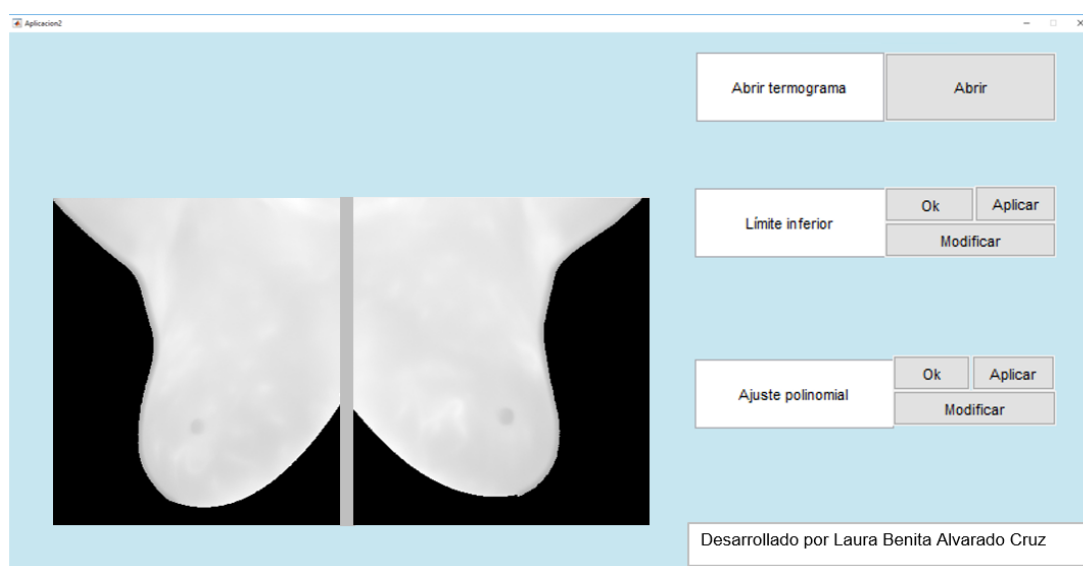 Aplicacion2
Abrir termograma
Abrir
Límite inferior
Ok
Aplicar
Modificar
Ajuste polinomial
Ok
Aplicar
Modificar
Desarrollado por Laura Benita Alvarado Cruz